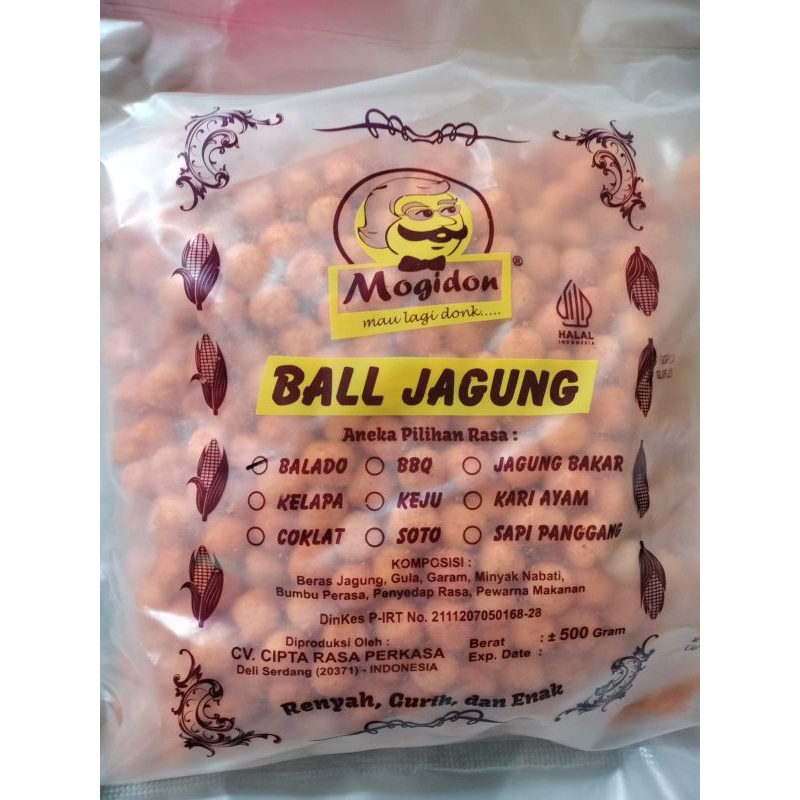 Mogidon ®
mau lagi donk.....
HALAL
INDONESIA
BALL JAGUNG
Aneka Pilihan Rasa :
BALADO BBQ JAGUNG BAKAR
KELAPA KEJU KARI AYAM
COKLAT SOTO SAPI PANGGANG
KOMPOSISI :
Beras Jagung, Gula, Garam, Minyak Nabati,
Bumbu Perasa, Penyedap Rasa, Pewarna Makanan
DinKes P-IRT No. 2111207050168-28
Diproduksi Oleh :
CV. CIPTA RASA PERKASA
Deli Serdang (20371) - INDONESIA
Berat : ± 500 Gram
Exp. Date :
Renyah, Gurih, dan Enak